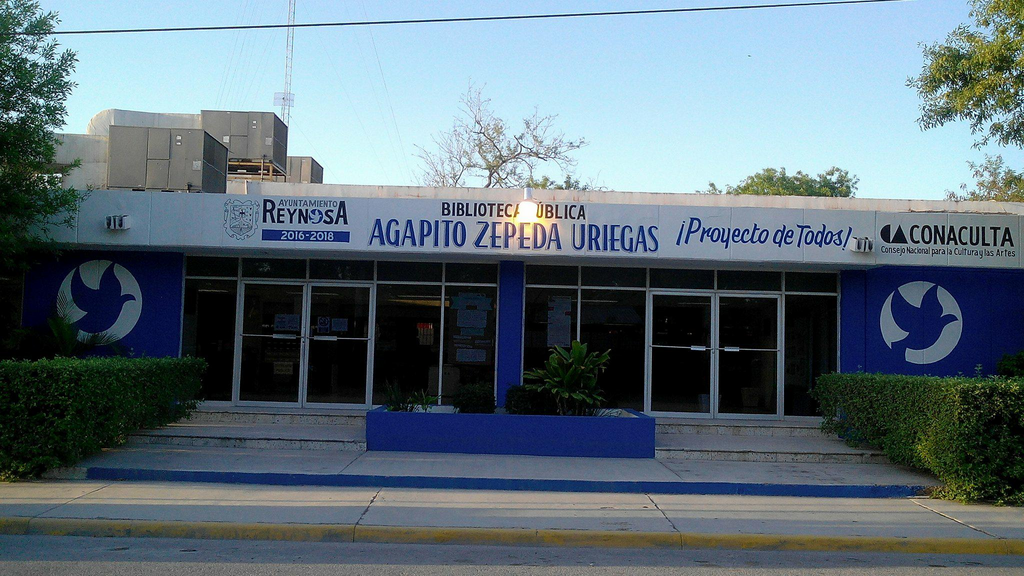 AYUNTAMIENTO
REYNOSA
2016-2018
BIBLIOTECA PÚBLICA
AGAPITO ZEPEDA URIEGAS
¡Proyecto de Todos!
CONACULTA
Consejo Nacional para la Cultura y las Artes